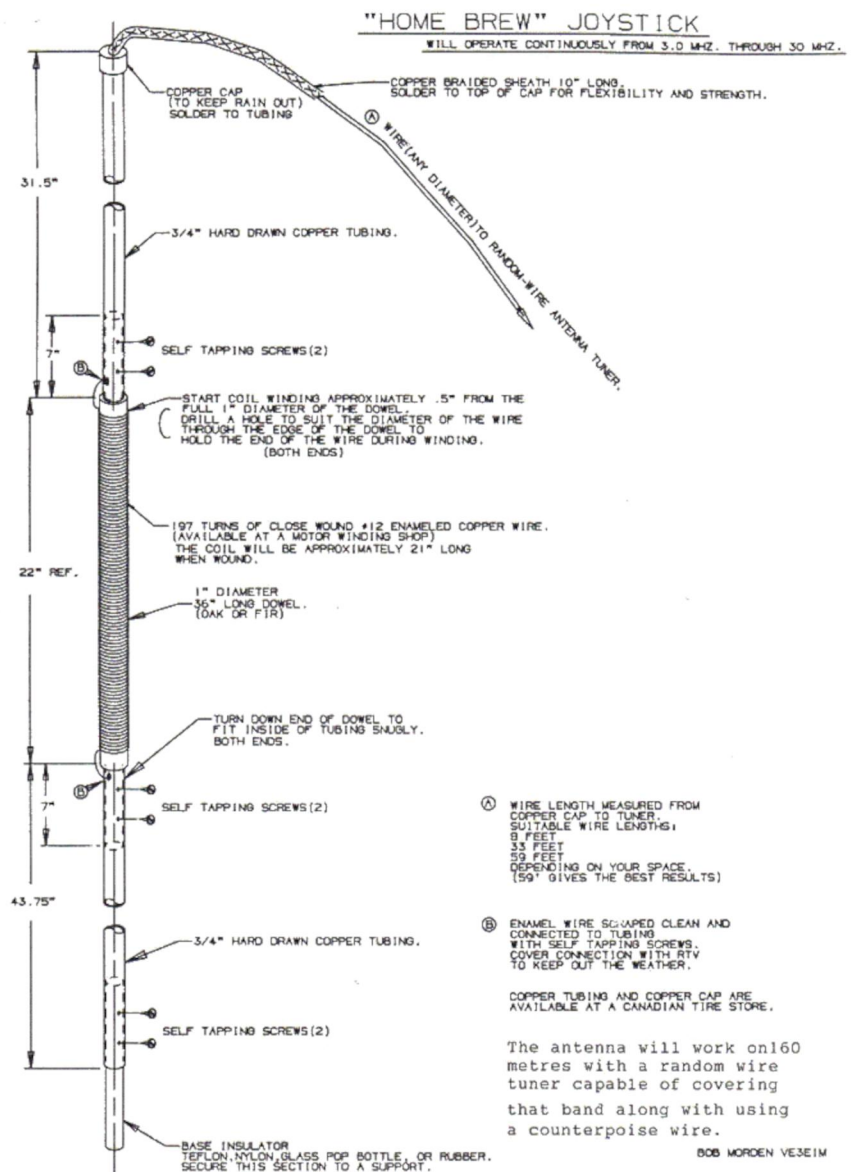 "HOME BREW" JOYSTICK
WILL OPERATE CONTINUOUSLY FROM 3.0 MHZ. THROUGH 30 MHZ.
COPPER CAP
(TO KEEP RAIN OUT)
SOLDER TO TUBING
COPPER BRAIDED SHEATH 10" LONG.
SOLDER TO TOP OF CAP FOR FLEXIBILITY AND STRENGTH.
A WIRE(ANY DIAMETER)TO RANDOM-WIRE ANTENNA TUNER.
31.5"
3/4" HARD DRAWN COPPER TUBING.
7"
SELF TAPPING SCREWS(2)
B
START COIL WINDING APPROXIMATELY .5" FROM THE
FULL 1" DIAMETER OF THE DOWEL.
DRILL A HOLE TO SUIT THE DIAMETER OF THE WIRE
THROUGH THE EDGE OF THE DOWEL TO
HOLD THE END OF THE WIRE DURING WINDING.
(BOTH ENDS)
197 TURNS OF CLOSE WOUND #12 ENAMELED COPPER WIRE.
(AVAILABLE AT A MOTOR WINDING SHOP)
THE COIL WILL BE APPROXIMATELY 21" LONG
WHEN WOUND.
22" REF.
1" DIAMETER
36" LONG DOWEL.
(OAK OR FIR)
TURN DOWN END OF DOWEL TO
FIT INSIDE OF TUBING SNUGLY.
BOTH ENDS.
B
7"
SELF TAPPING SCREWS(2)
43.75"
3/4" HARD DRAWN COPPER TUBING.
SELF TAPPING SCREWS(2)
BASE INSULATOR
TEFLON,NYLON,GLASS POP BOTTLE, OR RUBBER.
SECURE THIS SECTION TO A SUPPORT.
A WIRE LENGTH MEASURED FROM
COPPER CAP TO TUNER.
SUITABLE WIRE LENGTHS:
FEET
33 FEET
59 FEET
DEPENDING ON YOUR SPACE.
(59' GIVES THE BEST RESULTS)
B ENAMEL WIRE SCRAPED CLEAN AND
CONNECTED TO TUBING
WITH SELF TAPPING SCREWS.
COVER CONNECTION WITH RTV
TO KEEP OUT THE WEATHER.
COPPER TUBING AND COPPER CAP ARE
AVAILABLE AT A CANADIAN TIRE STORE.
The antenna will work on160
metres with a random wire
tuner capable of covering
that band along with using
a counterpoise wire.
BOB MORDEN VE3EIM